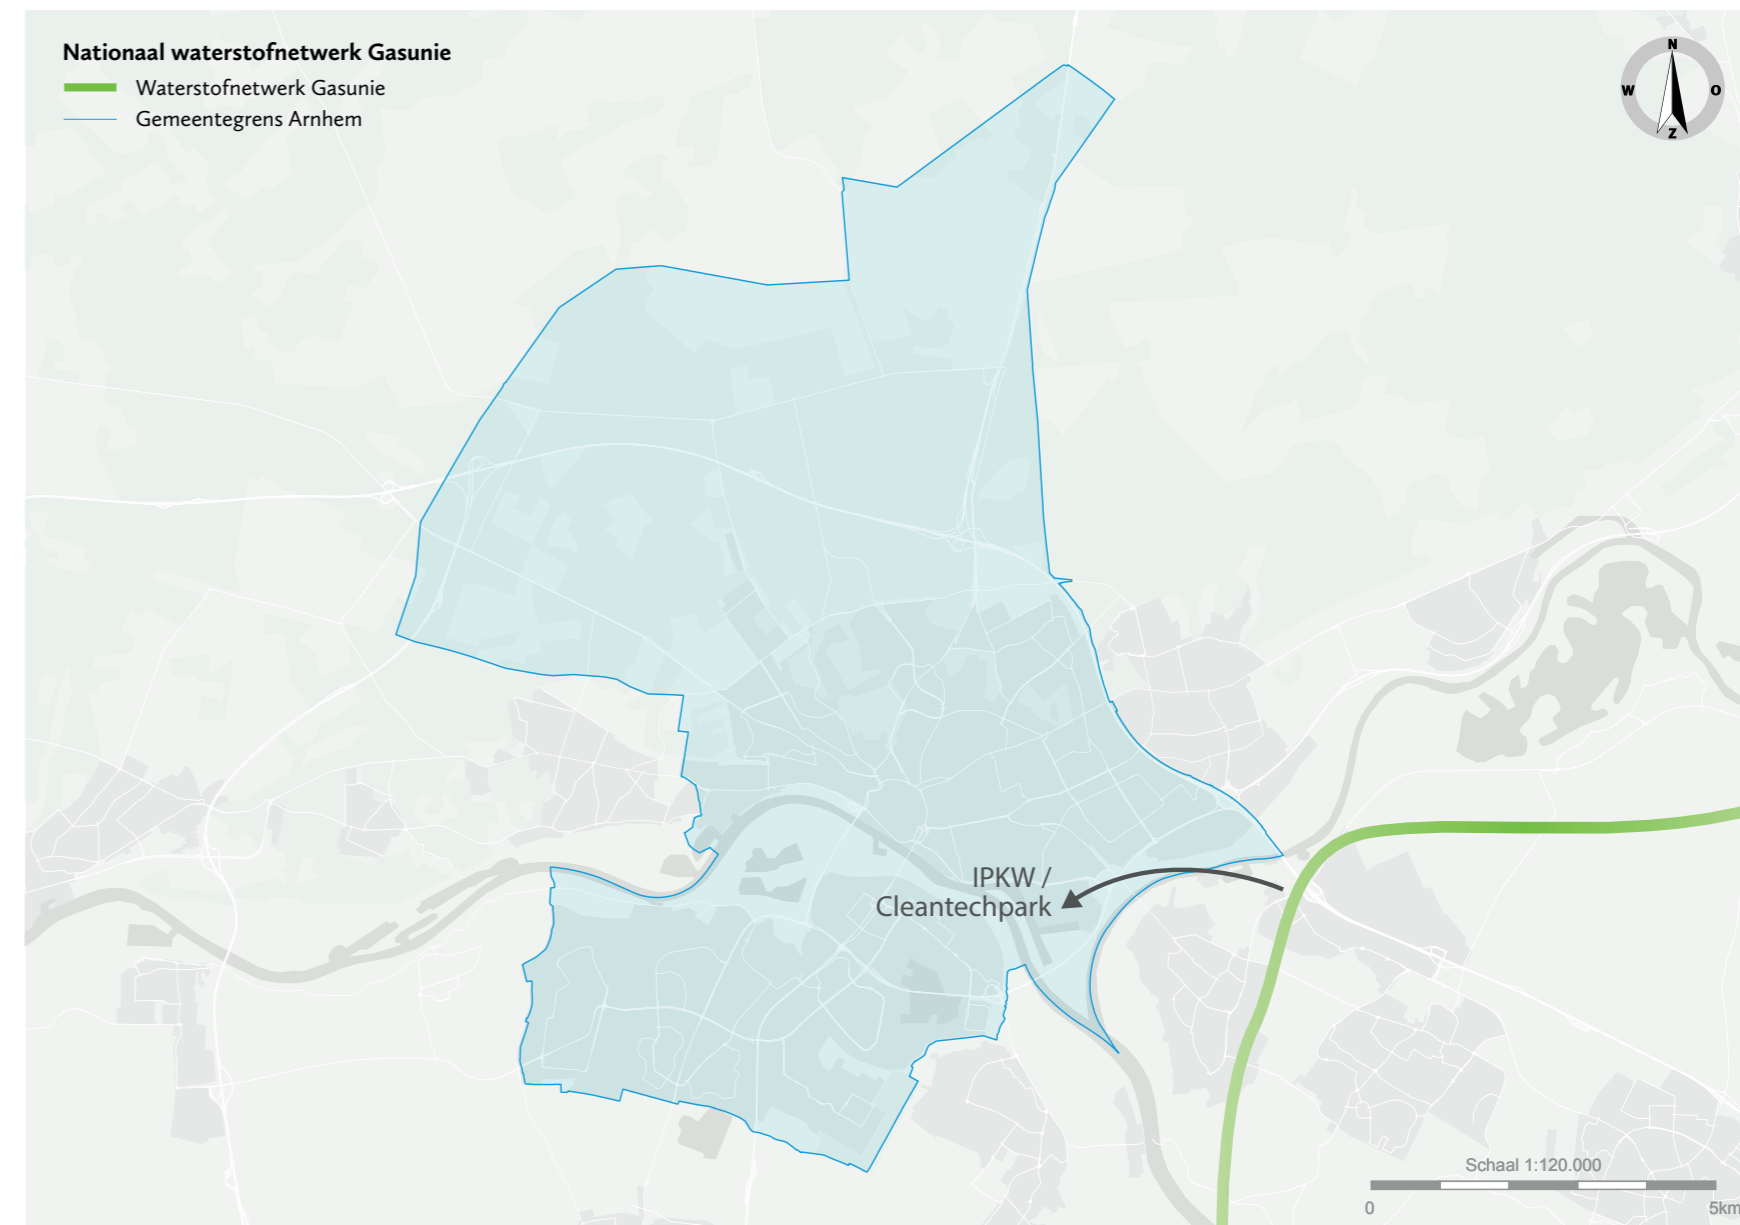 Nationaal waterstofnetwerk Gasunie
Waterstofnetwerk Gasunie
Gemeentegrens Arnhem
N
W
O
Z
IPKW /
Cleantechpark
Schaal 1:120.000
0
5km